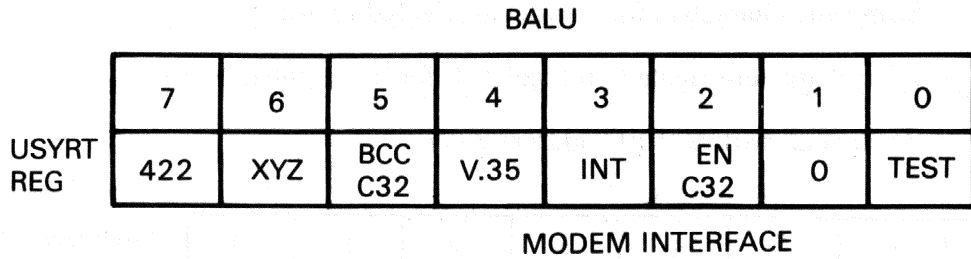 BALU
7 6 5 4 3 2 1 0
USYRT REG 422 XYZ BCC C32 V.35 INT EN C32 0 TEST
MODEM INTERFACE